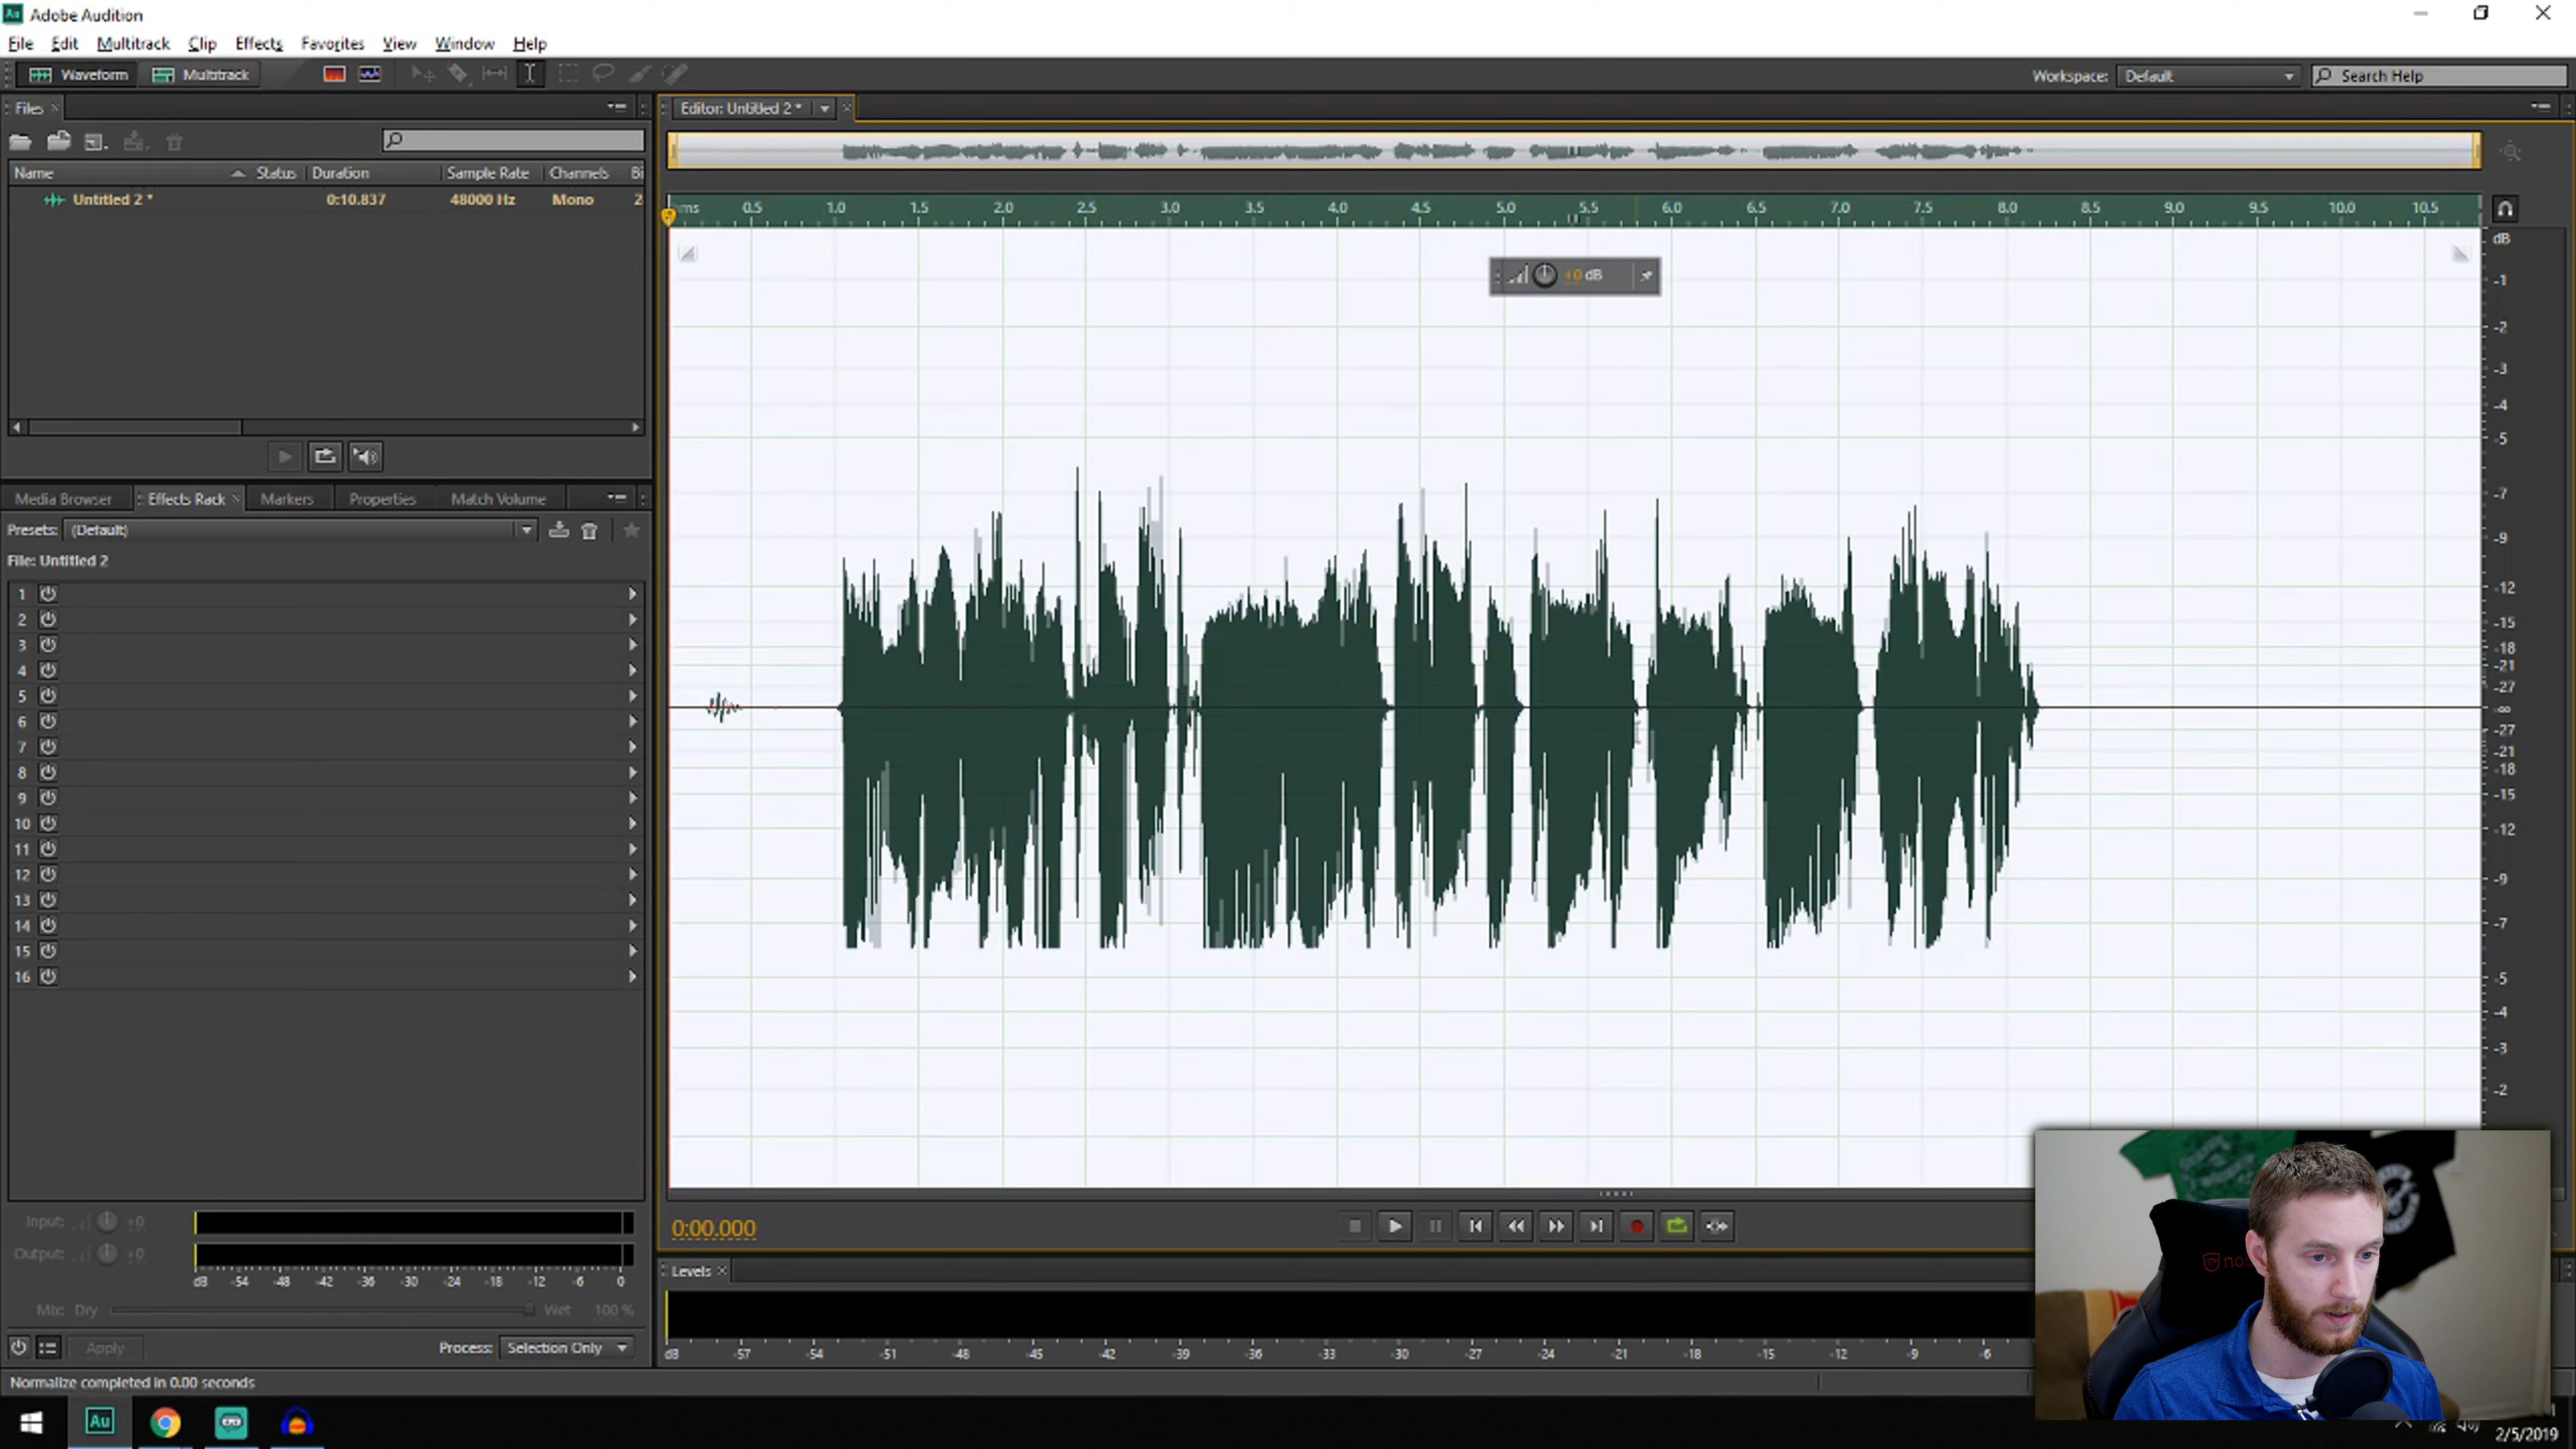 Adobe Audition
File Edit Multitrack Clip Effects Favorites View Window Help
Waveform Multitrack Workspace: Default Search Help
Files
Name Status Duration Sample Rate Channels Bi
Untitled 2 * 0:10.837 48000 Hz Mono 2
Editor: Untitled 2 *
hms 0.5 1.0 1.5 2.0 2.5 3.0 3.5 4.0 4.5 5.0 5.5 6.0 6.5 7.0 7.5 8.0 8.5 9.0 9.5 10.0 10.5
+0 dB
dB
-1
-2
-3
-4
-5
-7
-9
-12
-15
-18
-21
-27
-∞
-27
-21
-18
-15
-12
-9
-7
-5
-4
-3
-2
Media Browser Effects Rack Markers Properties Match Volume
Presets: (Default)
File: Untitled 2
1
2
3
4
5
6
7
8
9
10
11
12
13
14
15
16
Input: +0
Output: +0
dB -54 -48 -42 -36 -30 -24 -18 -12 -6 0
Mix: Dry Wet 100 %
Apply Process: Selection Only
0:00.000
Levels
dB -57 -54 -51 -48 -45 -42 -39 -36 -33 -30 -27 -24 -21 -18 -15 -12 -9 -6
Normalize completed in 0.00 seconds
Au
2/5/2019